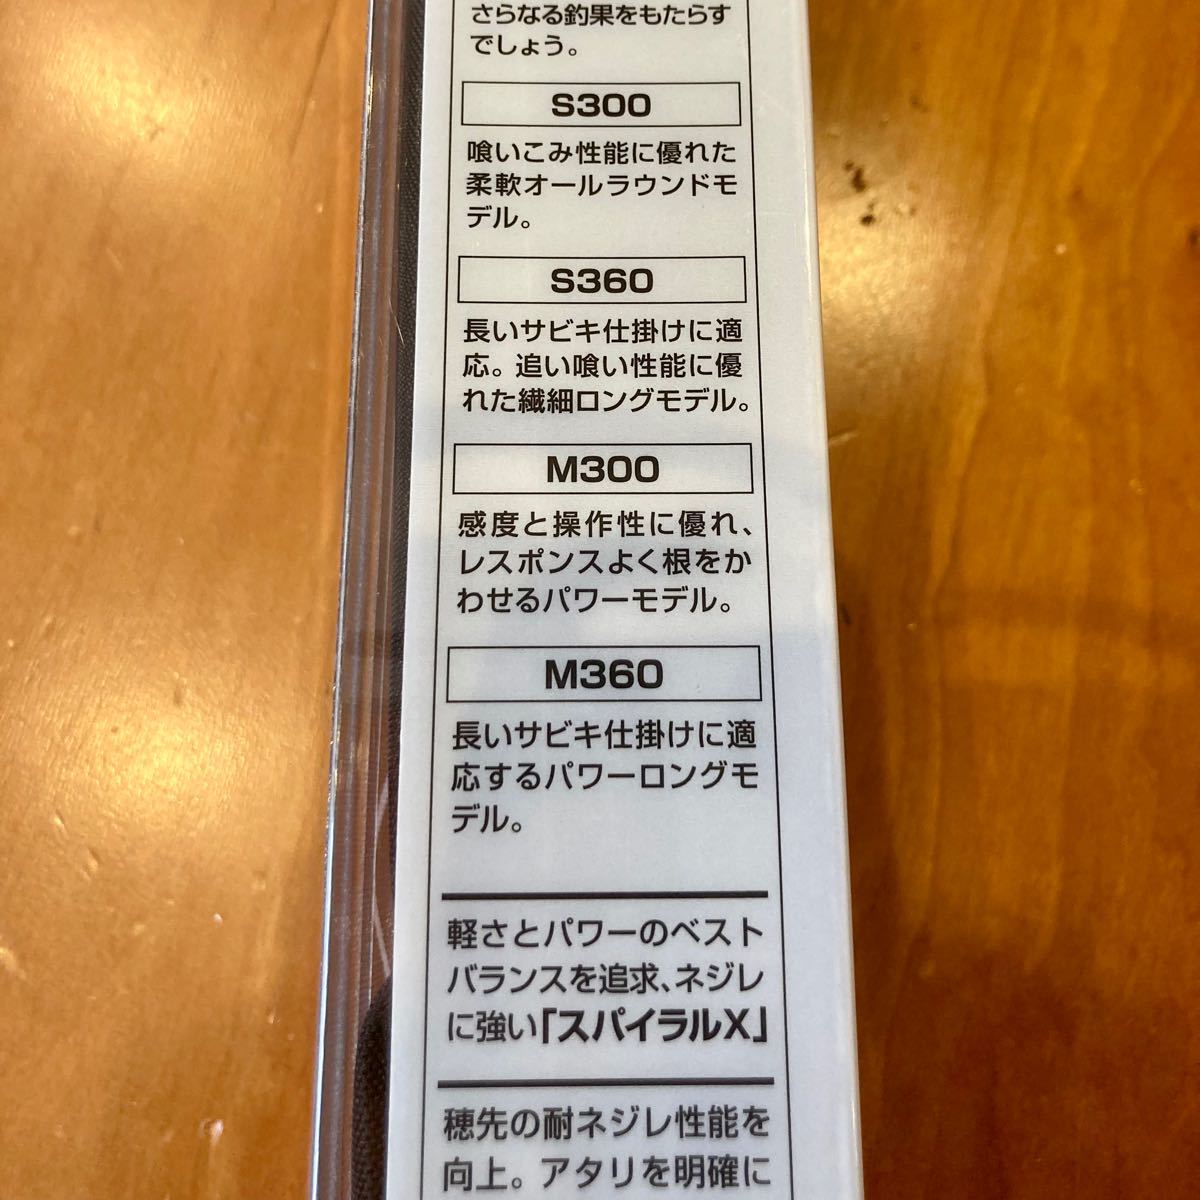 さらなる釣果をもたらす
でしょう。
S300
喰いこみ性能に優れた
柔軟オールラウンドモ
デル。
S360
長いサビキ仕掛けに適
応。追い喰い性能に優
れた繊細ロングモデル。
M300
感度と操作性に優れ、
レスポンスよく根をか
わせるパワーモデル。
M360
長いサビキ仕掛けに適
応するパワーロングモ
デル。
軽さとパワーのベスト
バランスを追求、ネジレ
に強い「スパイラルX」
穂先の耐ネジレ性能を
向上。アタリを明確に